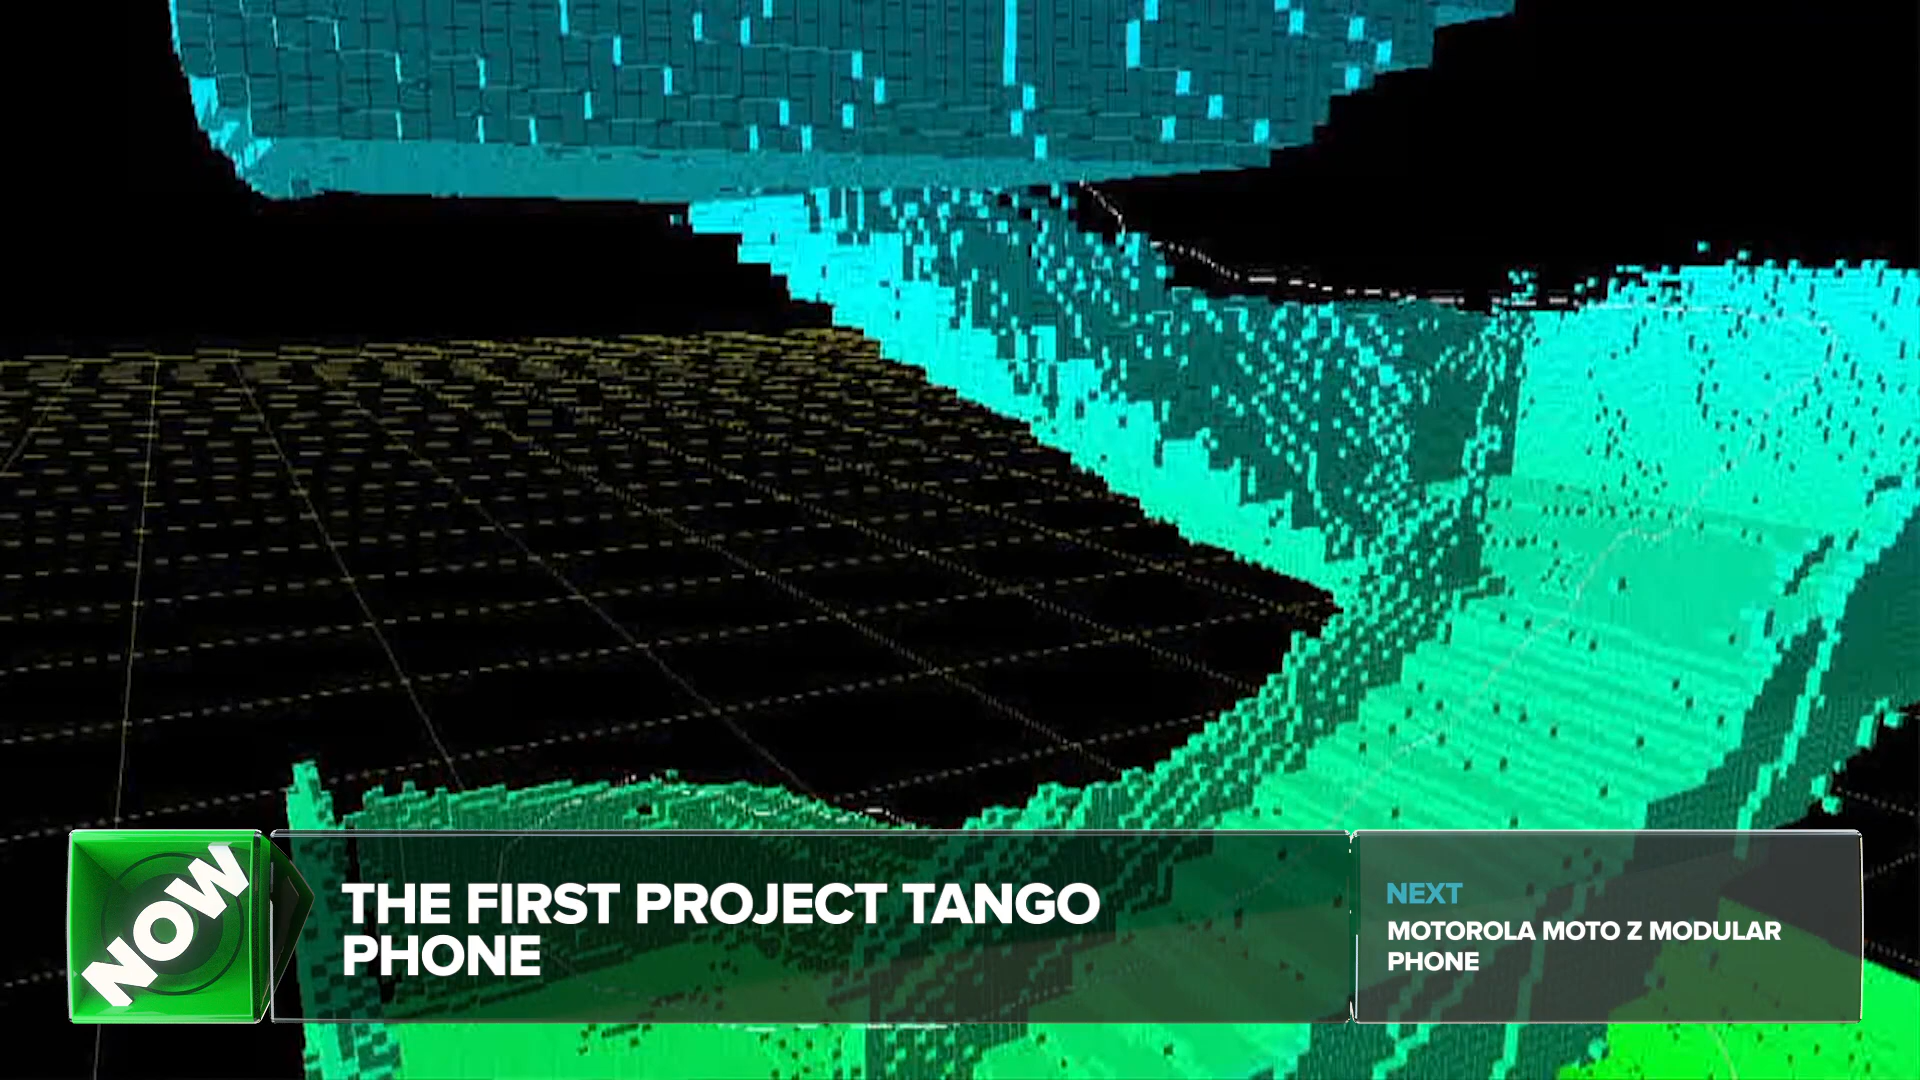 NOW
THE FIRST PROJECT TANGO
PHONE
NEXT
MOTOROLA MOTO Z MODULAR
PHONE